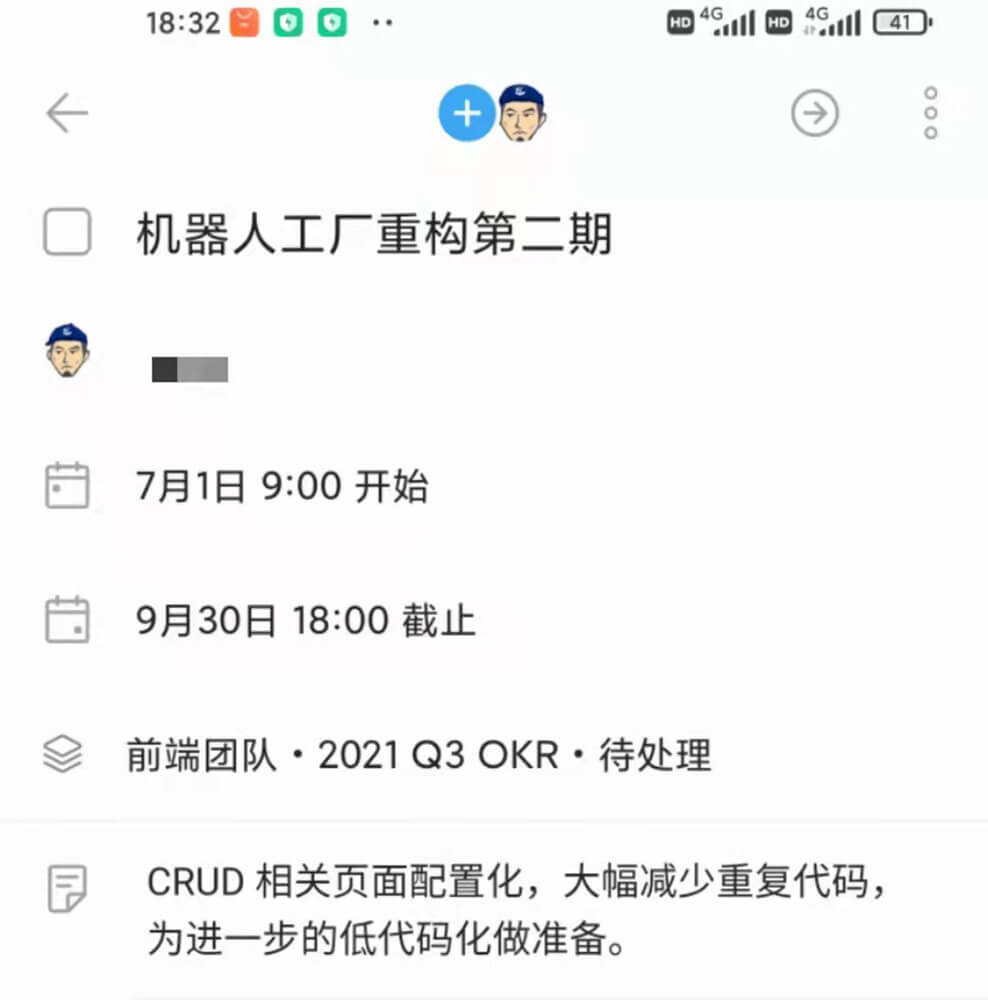 18:32 HD 4G HD 4G 41
机器人工厂重构第二期
7月1日 9:00 开始
9月30日 18:00 截止
前端团队·2021 Q3 OKR·待处理
CRUD 相关页面配置化，大幅减少重复代码，
为进一步的低代码化做准备。